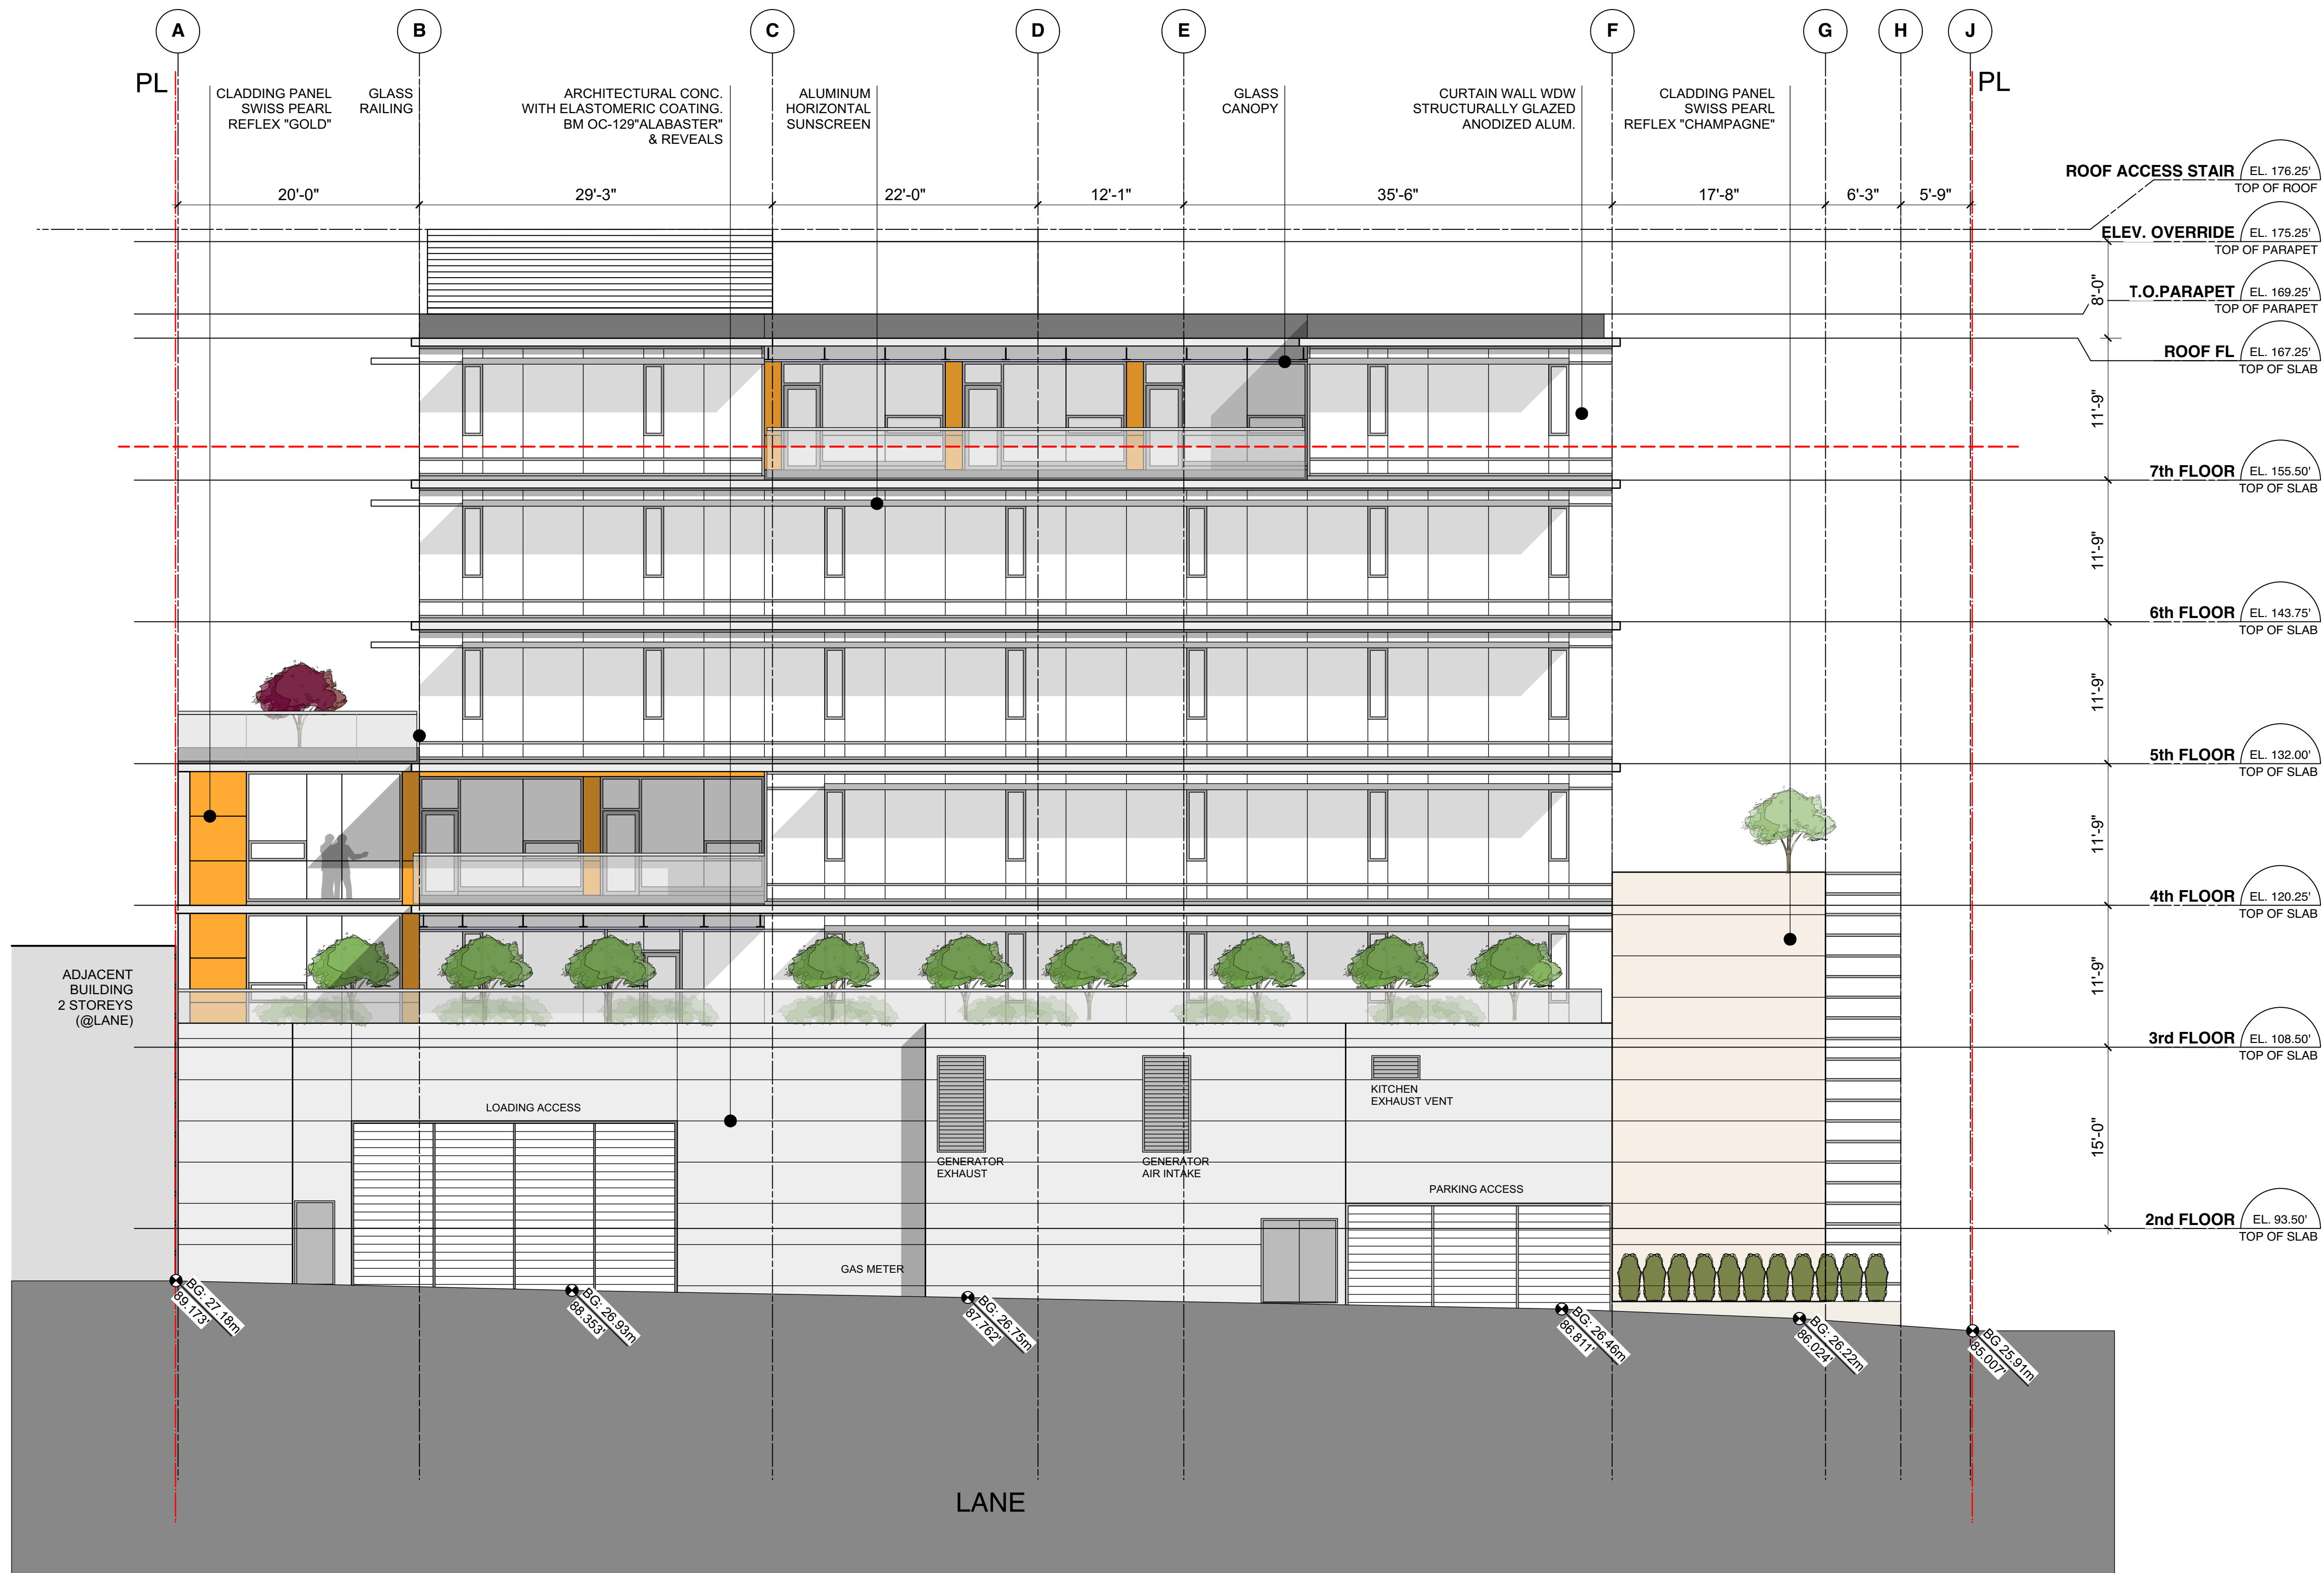 A
B
C
D
E
F
G
H
J
PL
PL
CLADDING PANEL
SWISS PEARL
REFLEX "GOLD"
GLASS
RAILING
ARCHITECTURAL CONC.
WITH ELASTOMERIC COATING.
BM OC-129"ALABASTER"
& REVEALS
ALUMINUM
HORIZONTAL
SUNSCREEN
GLASS
CANOPY
CURTAIN WALL WDW
STRUCTURALLY GLAZED
ANODIZED ALUM.
CLADDING PANEL
SWISS PEARL
REFLEX "CHAMPAGNE"
20'-0"
29'-3"
22'-0"
12'-1"
35'-6"
17'-8"
6'-3"
5'-9"
ROOF ACCESS STAIR
EL. 176.25'
TOP OF ROOF
ELEV. OVERRIDE
EL. 175.25'
TOP OF PARAPET
8'-0"
T.O.PARAPET
EL. 169.25'
TOP OF PARAPET
ROOF FL
EL. 167.25'
TOP OF SLAB
11'-9"
7th FLOOR
EL. 155.50'
TOP OF SLAB
11'-9"
6th FLOOR
EL. 143.75'
TOP OF SLAB
11'-9"
5th FLOOR
EL. 132.00'
TOP OF SLAB
11'-9"
4th FLOOR
EL. 120.25'
TOP OF SLAB
11'-9"
3rd FLOOR
EL. 108.50'
TOP OF SLAB
15'-0"
2nd FLOOR
EL. 93.50'
TOP OF SLAB
ADJACENT
BUILDING
2 STOREYS
(@LANE)
LOADING ACCESS
GENERATOR
EXHAUST
GENERATOR
AIR INTAKE
KITCHEN
EXHAUST VENT
PARKING ACCESS
GAS METER
BG: 27.18m
89.173'
BG: 26.93m
88.353'
BG: 26.75m
87.762'
BG: 26.46m
86.811'
BG: 26.22m
86.024'
BG 25.91m
85.007'
LANE